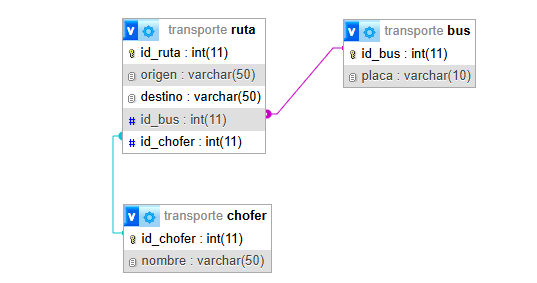 v transporte ruta
id_ruta : int(11)
origen : varchar(50)
destino : varchar(50)
# id_bus : int(11)
# id_chofer : int(11)
v transporte bus
id_bus : int(11)
placa : varchar(10)
v transporte chofer
id_chofer : int(11)
nombre : varchar(50)